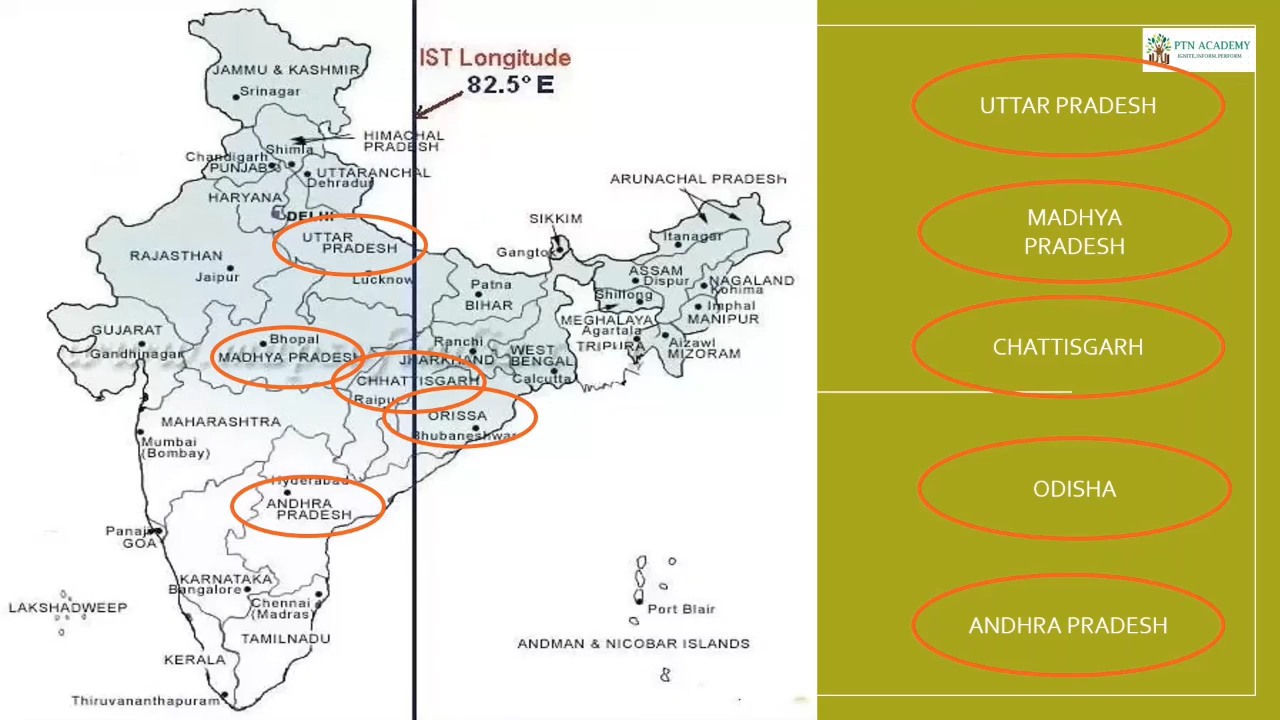 IST Longitude
82.5° E
JAMMU & KASHMIR
Srinagar
HIMACHAL
PRADESH
Shimla
Chandigarh
PUNJAB
UTTARANCHAL
Dehradun
HARYANA
DELHI
ARUNACHAL PRADESH
SIKKIM
Gangtok
Itanagar
UTTAR
PRADESH
Lucknow
RAJASTHAN
Jaipur
ASSAM
Dispur
NAGALAND
Kohima
Patna
BIHAR
Shillong
Imphal
MANIPUR
MEGHALAYA
Agartala
TRIPURA
Aizawl
MIZORAM
GUJARAT
Gandhinagar
Bhopal
MADHYA PRADESH
Ranchi
JHARKHAND
WEST
BENGAL
Calcutta
CHHATTISGARH
Raipur
ORISSA
Bhubaneshwar
MAHARASHTRA
Mumbai
(Bombay)
Hyderabad
ANDHRA
PRADESH
Panaji
GOA
KARNATAKA
Bangalore
Chennai
(Madras)
LAKSHADWEEP
TAMILNADU
KERALA
Thiruvananthapuram
Port Blair
ANDMAN & NICOBAR ISLANDS
PTN ACADEMY
IGNITE, INFORM, PERFORM
UTTAR PRADESH
MADHYA
PRADESH
CHATTISGARH
ODISHA
ANDHRA PRADESH